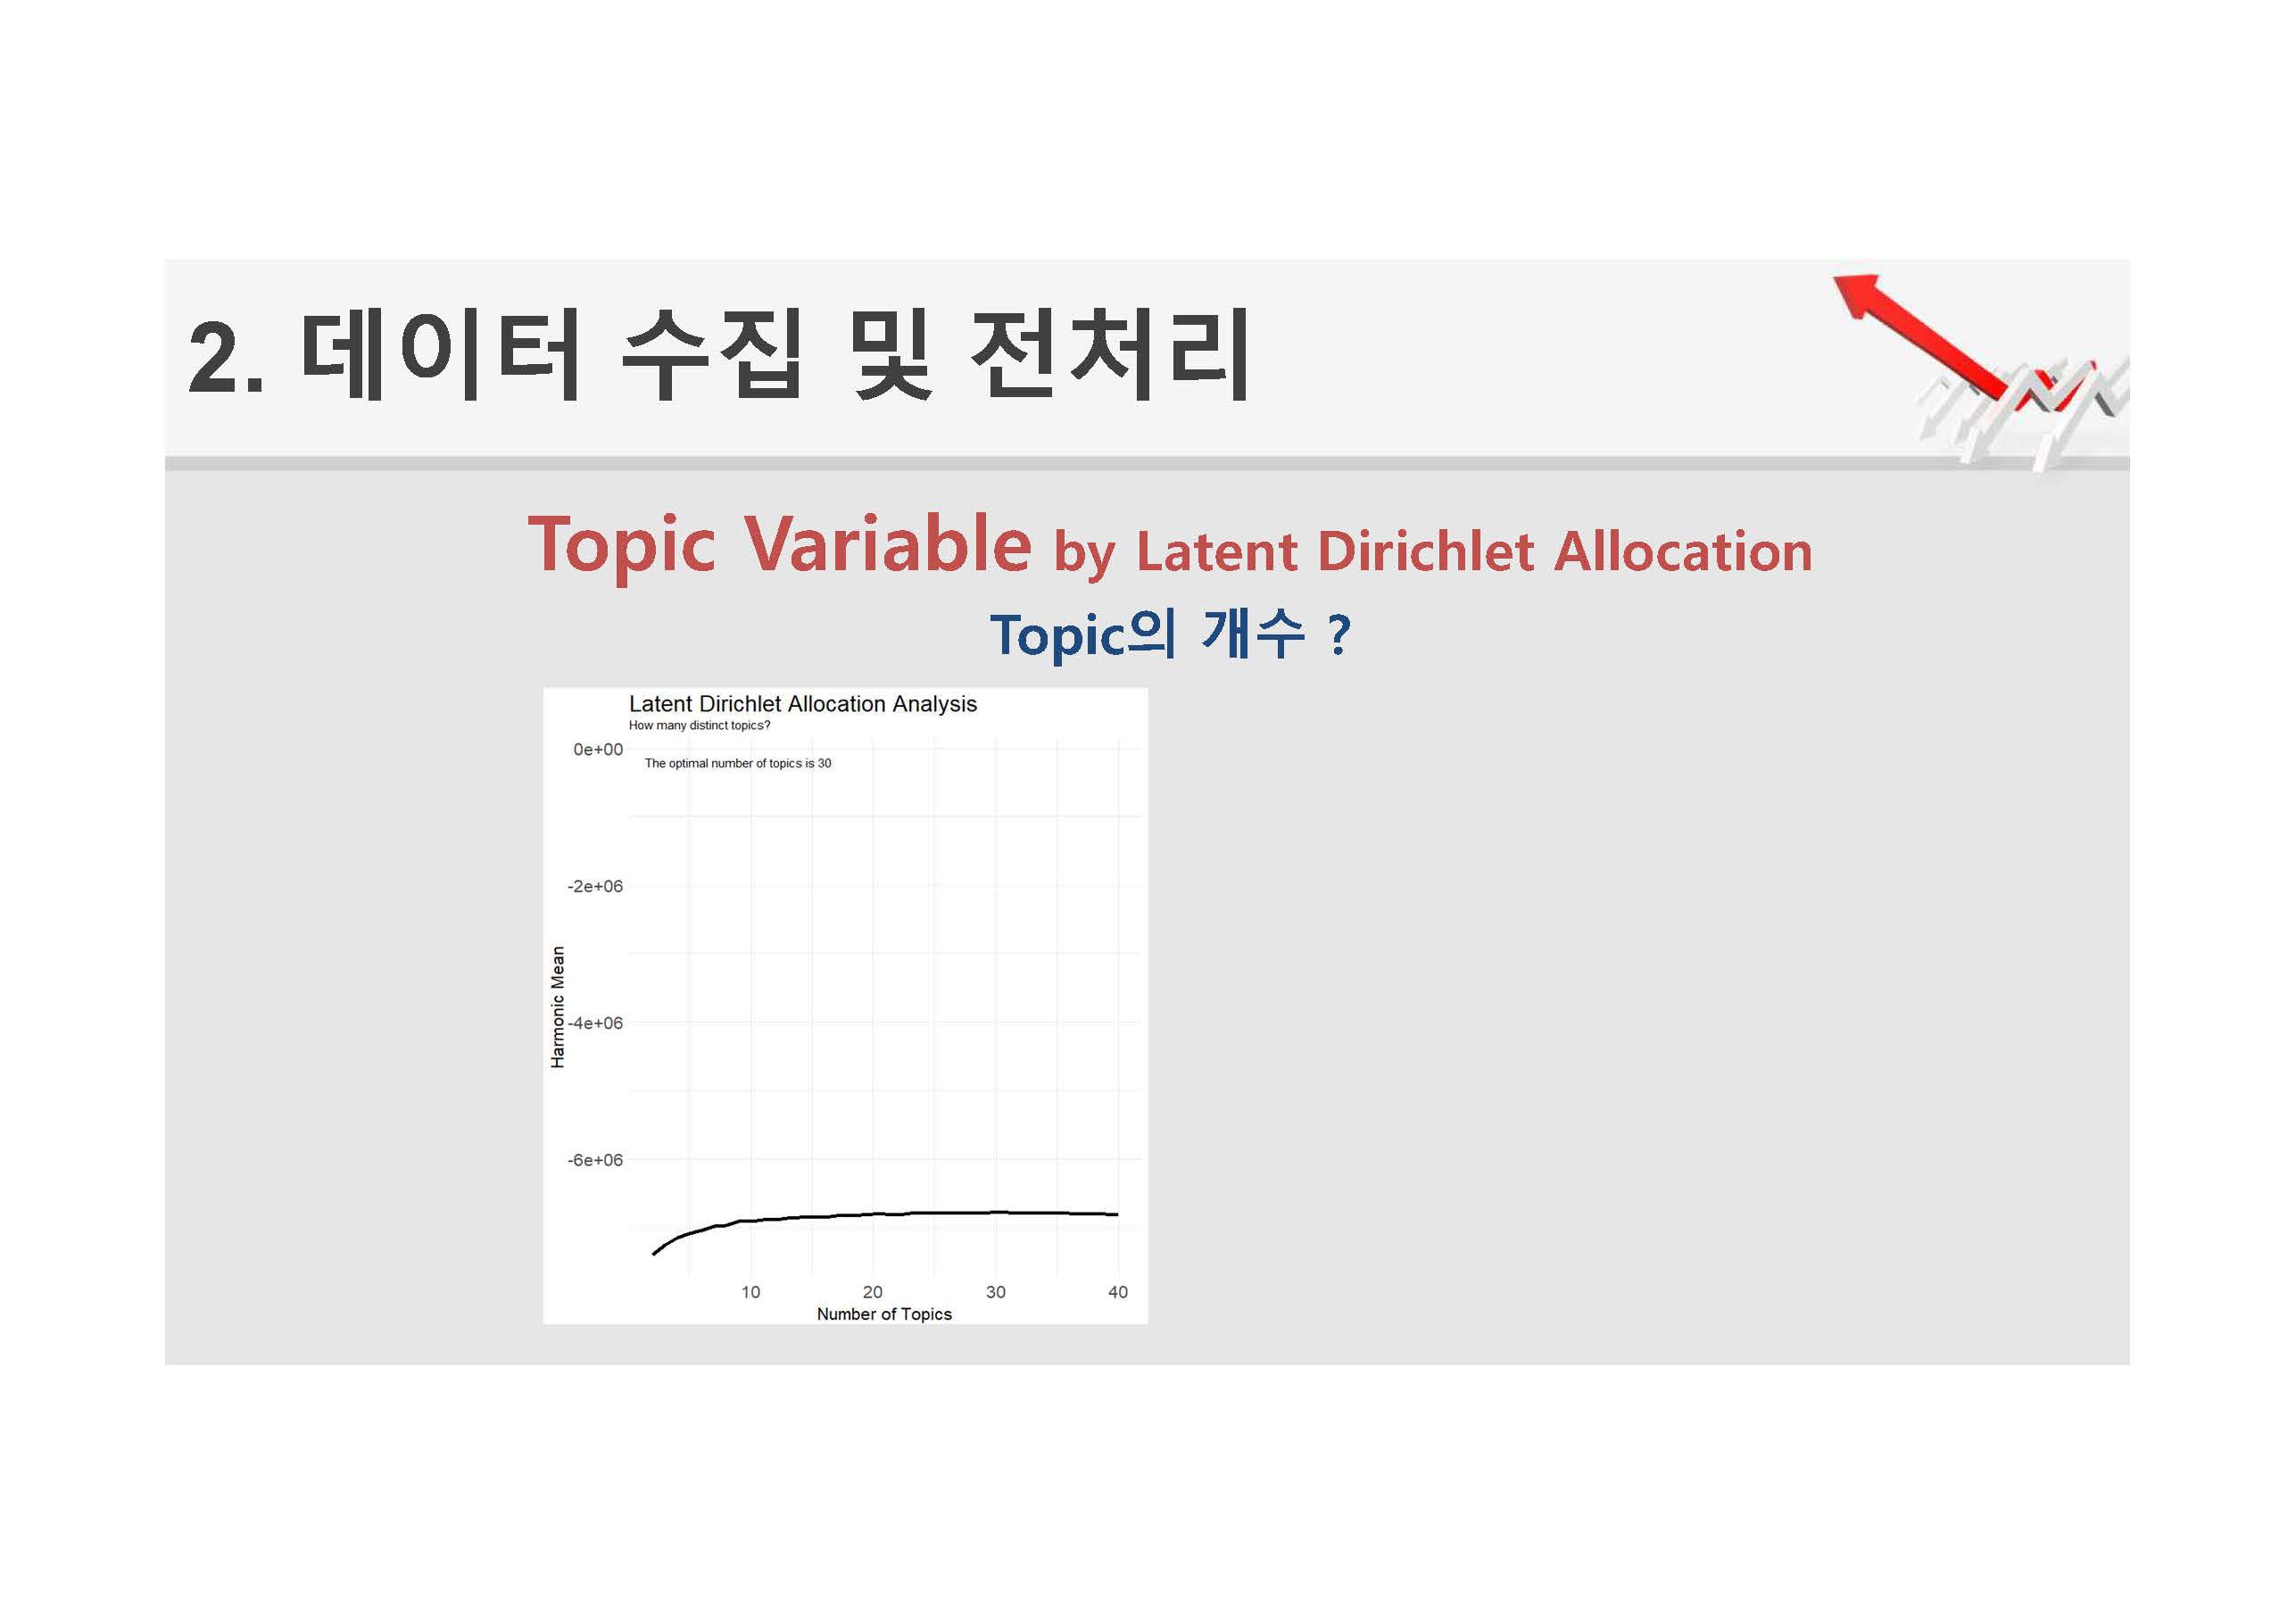 2. 데이터 수집 및 전처리
Topic Variable by Latent Dirichlet Allocation
Topic의 개수 ?
Latent Dirichlet Allocation Analysis
How many distinct topics?
The optimal number of topics is 30
0e+00
-2e+06
-4e+06
-6e+06
Harmonic Mean
10 20 30 40
Number of Topics